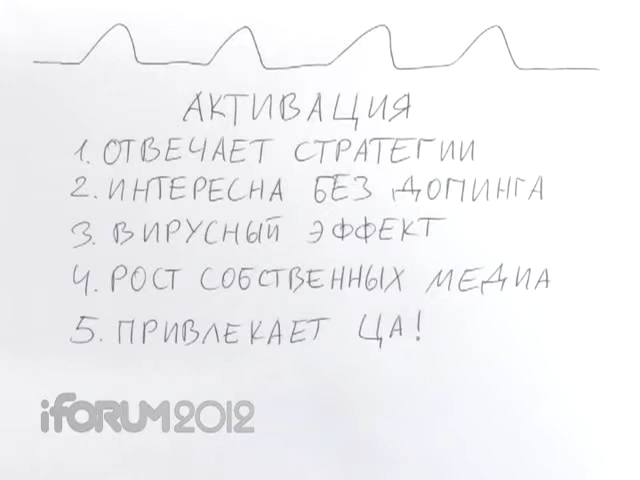 АКТИВАЦИЯ
1. ОТВЕЧАЕТ СТРАТЕГИИ
2. ИНТЕРЕСНА БЕЗ ДОПИНГА
3. ВИРУСНЫЙ ЭФФЕКТ
4. РОСТ СОБСТВЕННЫХ МЕДИА
5. ПРИВЛЕКАЕТ ЦА!
iFORUM2012